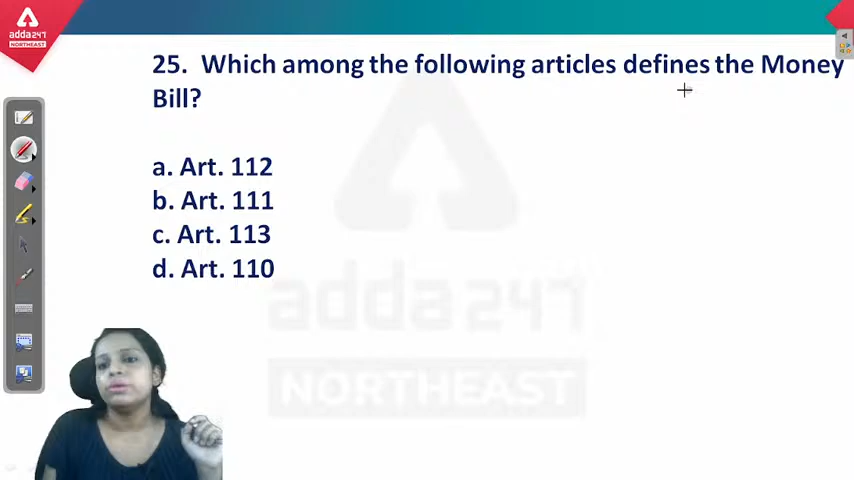 adda247
NORTHEAST
25. Which among the following articles defines the Money
Bill?
a. Art. 112
b. Art. 111
c. Art. 113
d. Art. 110
adda247
NORTHEAST